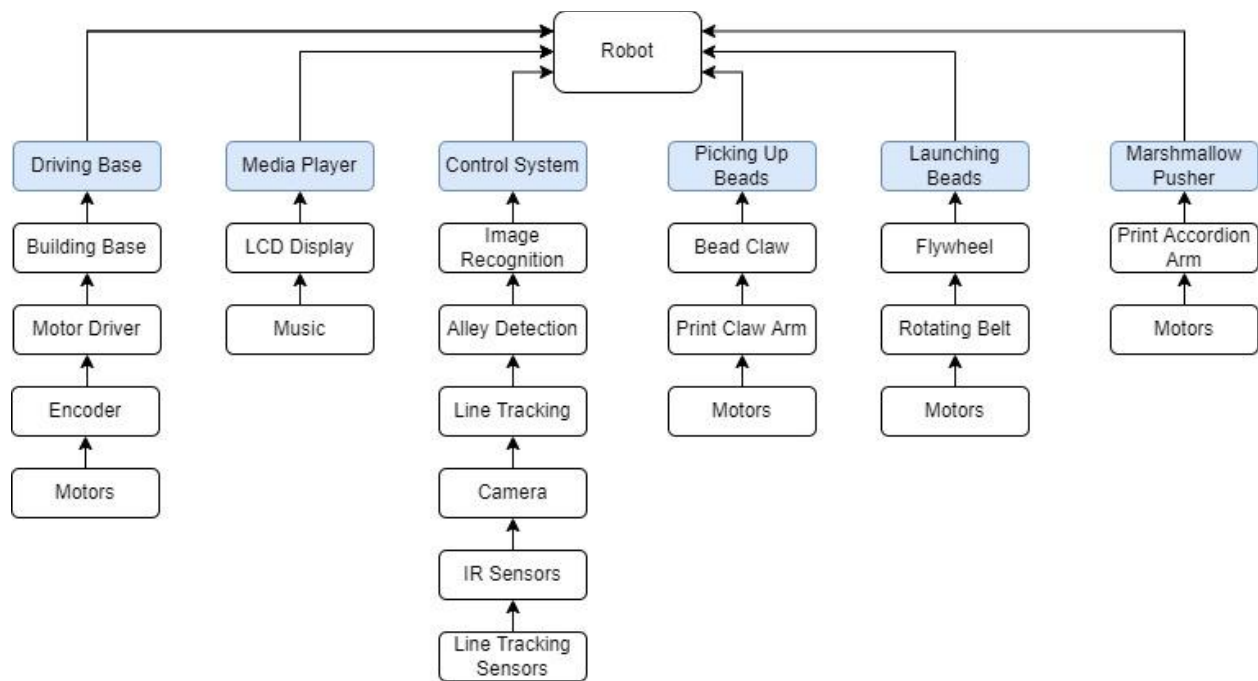 Robot
Driving Base
Media Player
Control System
Picking Up
Beads
Launching
Beads
Marshmallow
Pusher
Building Base
LCD Display
Image
Recognition
Bead Claw
Flywheel
Print Accordion
Arm
Motor Driver
Music
Alley Detection
Print Claw Arm
Rotating Belt
Motors
Encoder
Line Tracking
Motors
Motors
Motors
Camera
IR Sensors
Line Tracking
Sensors